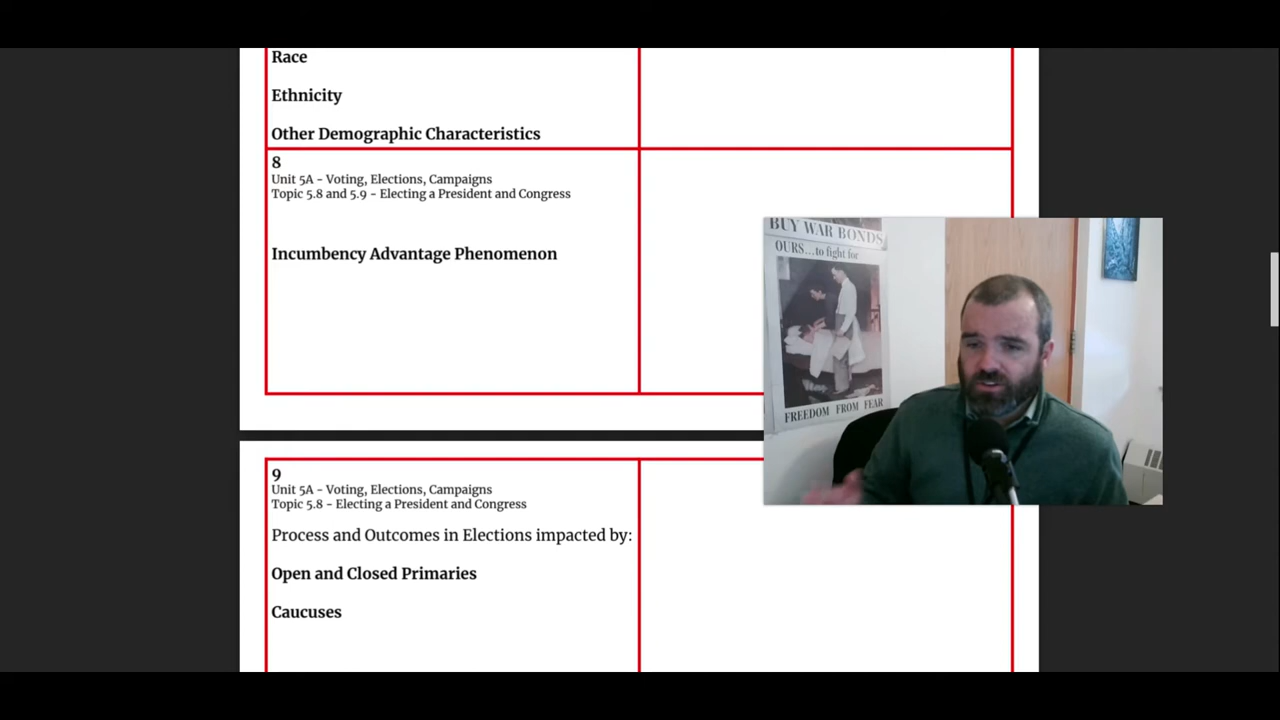 Race
Ethnicity
Other Demographic Characteristics
8
Unit 5A - Voting, Elections, Campaigns
Topic 5.8 and 5.9 - Electing a President and Congress
Incumbency Advantage Phenomenon
BUY WAR BONDS
OURS...to fight for
FREEDOM FROM FEAR
9
Unit 5A - Voting, Elections, Campaigns
Topic 5.8 - Electing a President and Congress
Process and Outcomes in Elections impacted by:
Open and Closed Primaries
Caucuses